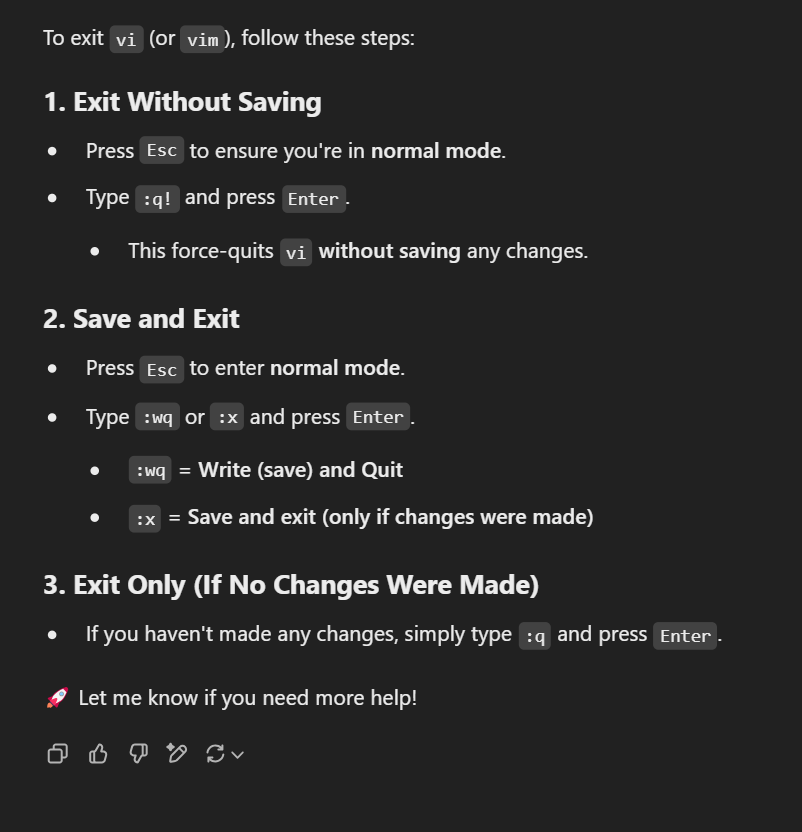 To exit vi (or vim), follow these steps:
1. Exit Without Saving
• Press Esc to ensure you're in normal mode.
• Type :q! and press Enter.
• This force-quits vi without saving any changes.
2. Save and Exit
• Press Esc to enter normal mode.
• Type :wq or :x and press Enter.
• :wq = Write (save) and Quit
• :x = Save and exit (only if changes were made)
3. Exit Only (If No Changes Were Made)
• If you haven't made any changes, simply type :q and press Enter.
🚀 Let me know if you need more help!